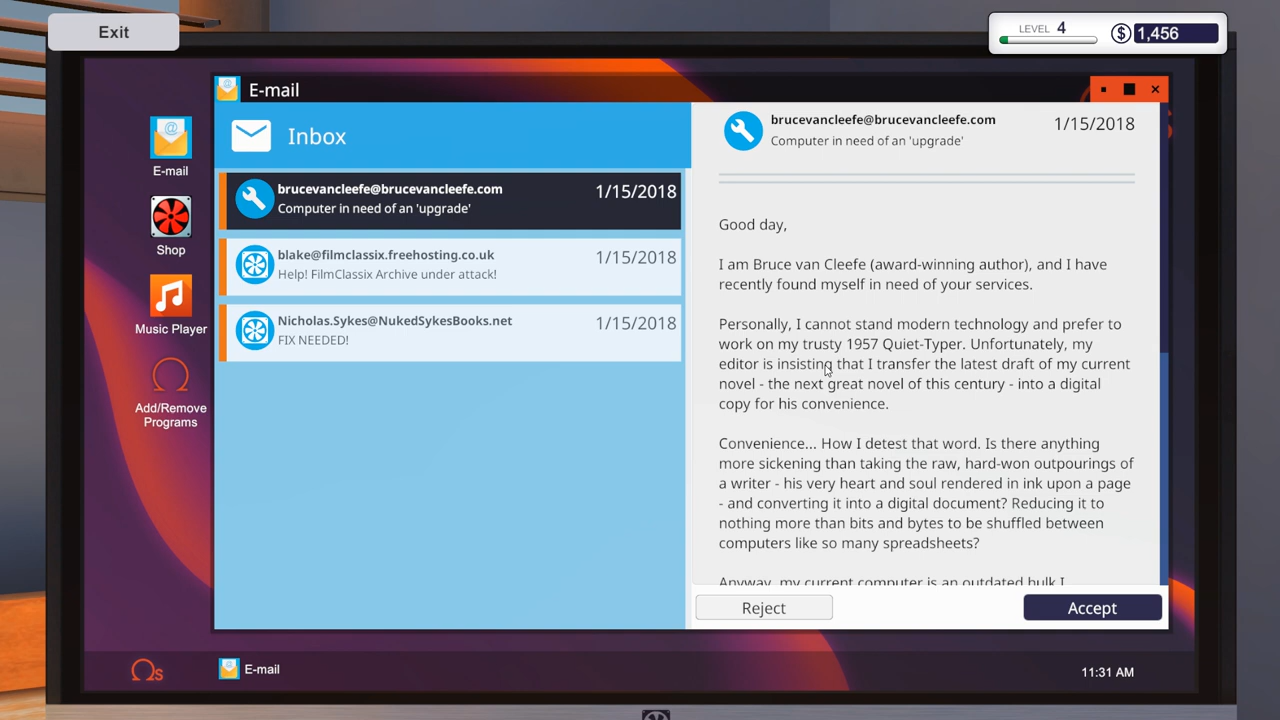 Exit
LEVEL 4
$ 1,456
E-mail
E-mail
Shop
Music Player
Add/Remove
Programs
Inbox
brucevancleefe@brucevancleefe.com
1/15/2018
Computer in need of an 'upgrade'
blake@filmclassix.freehosting.co.uk
1/15/2018
Help! FilmClassix Archive under attack!
Nicholas.Sykes@NukedSykesBooks.net
1/15/2018
FIX NEEDED!
brucevancleefe@brucevancleefe.com
1/15/2018
Computer in need of an 'upgrade'
Good day,
I am Bruce van Cleefe (award-winning author), and I have
recently found myself in need of your services.
Personally, I cannot stand modern technology and prefer to
work on my trusty 1957 Quiet-Typer. Unfortunately, my
editor is insisting that I transfer the latest draft of my current
novel - the next great novel of this century - into a digital
copy for his convenience.
Convenience... How I detest that word. Is there anything
more sickening than taking the raw, hard-won outpourings of
a writer - his very heart and soul rendered in ink upon a page
- and converting it into a digital document? Reducing it to
nothing more than bits and bytes to be shuffled between
computers like so many spreadsheets?
Anyway, my current computer is an outdated hulk I
Reject
Accept
Ωs
E-mail
11:31 AM